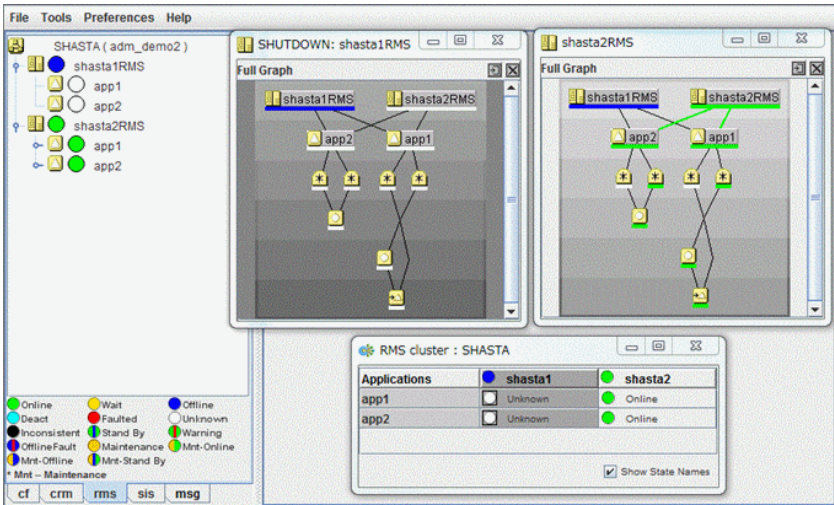 File Tools Preferences Help
SHASTA ( adm_demo2 )
shasta1RMS
app1
app2
shasta2RMS
app1
app2
Online Wait Offline
Deact Faulted Unknown
Inconsistent Stand By Warning
OfflineFault Maintenance Mnt-Online
Mnt-Offline Mnt-Stand By
* Mnt -- Maintenance
cf crm rms sis msg
SHUTDOWN: shasta1RMS
Full Graph
shasta1RMS shasta2RMS
app2 app1
shasta2RMS
Full Graph
shasta1RMS shasta2RMS
app2 app1
RMS cluster : SHASTA
Applications shasta1 shasta2
app1 Unknown Online
app2 Unknown Online
Show State Names